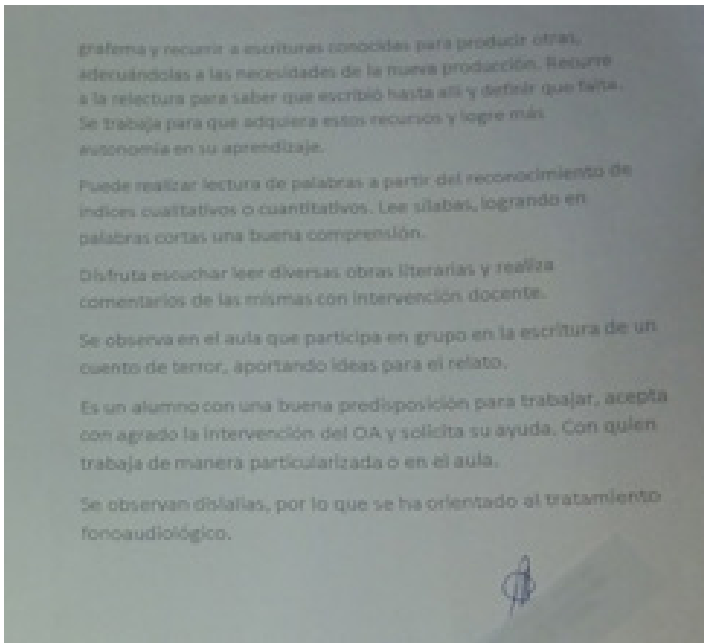 grafema y recurrir a escrituras conocidas para producir otras,
adecuándolas a las necesidades de la nueva producción. Recurre
a la relectura para saber que escribió hasta allí y definir que falta.
Se trabaja para que adquiera estos recursos y logre más
autonomía en su aprendizaje.
Puede realizar lectura de palabras a partir del reconocimiento de
índices cualitativos o cuantitativos. Lee sílabas, logrando en
palabras cortas una buena comprensión.
Disfruta escuchar leer diversas obras literarias y realiza
comentarios de las mismas con intervención docente.
Se observa en el aula que participa en grupo en la escritura de un
cuento de terror, aportando ideas para el relato.
Es un alumno con una buena predisposición para trabajar, acepta
con agrado la intervención del OA y solicita su ayuda. Con quien
trabaja de manera particularizada o en el aula.
Se observan dislalias, por lo que se ha orientado al tratamiento
fonoaudiológico.